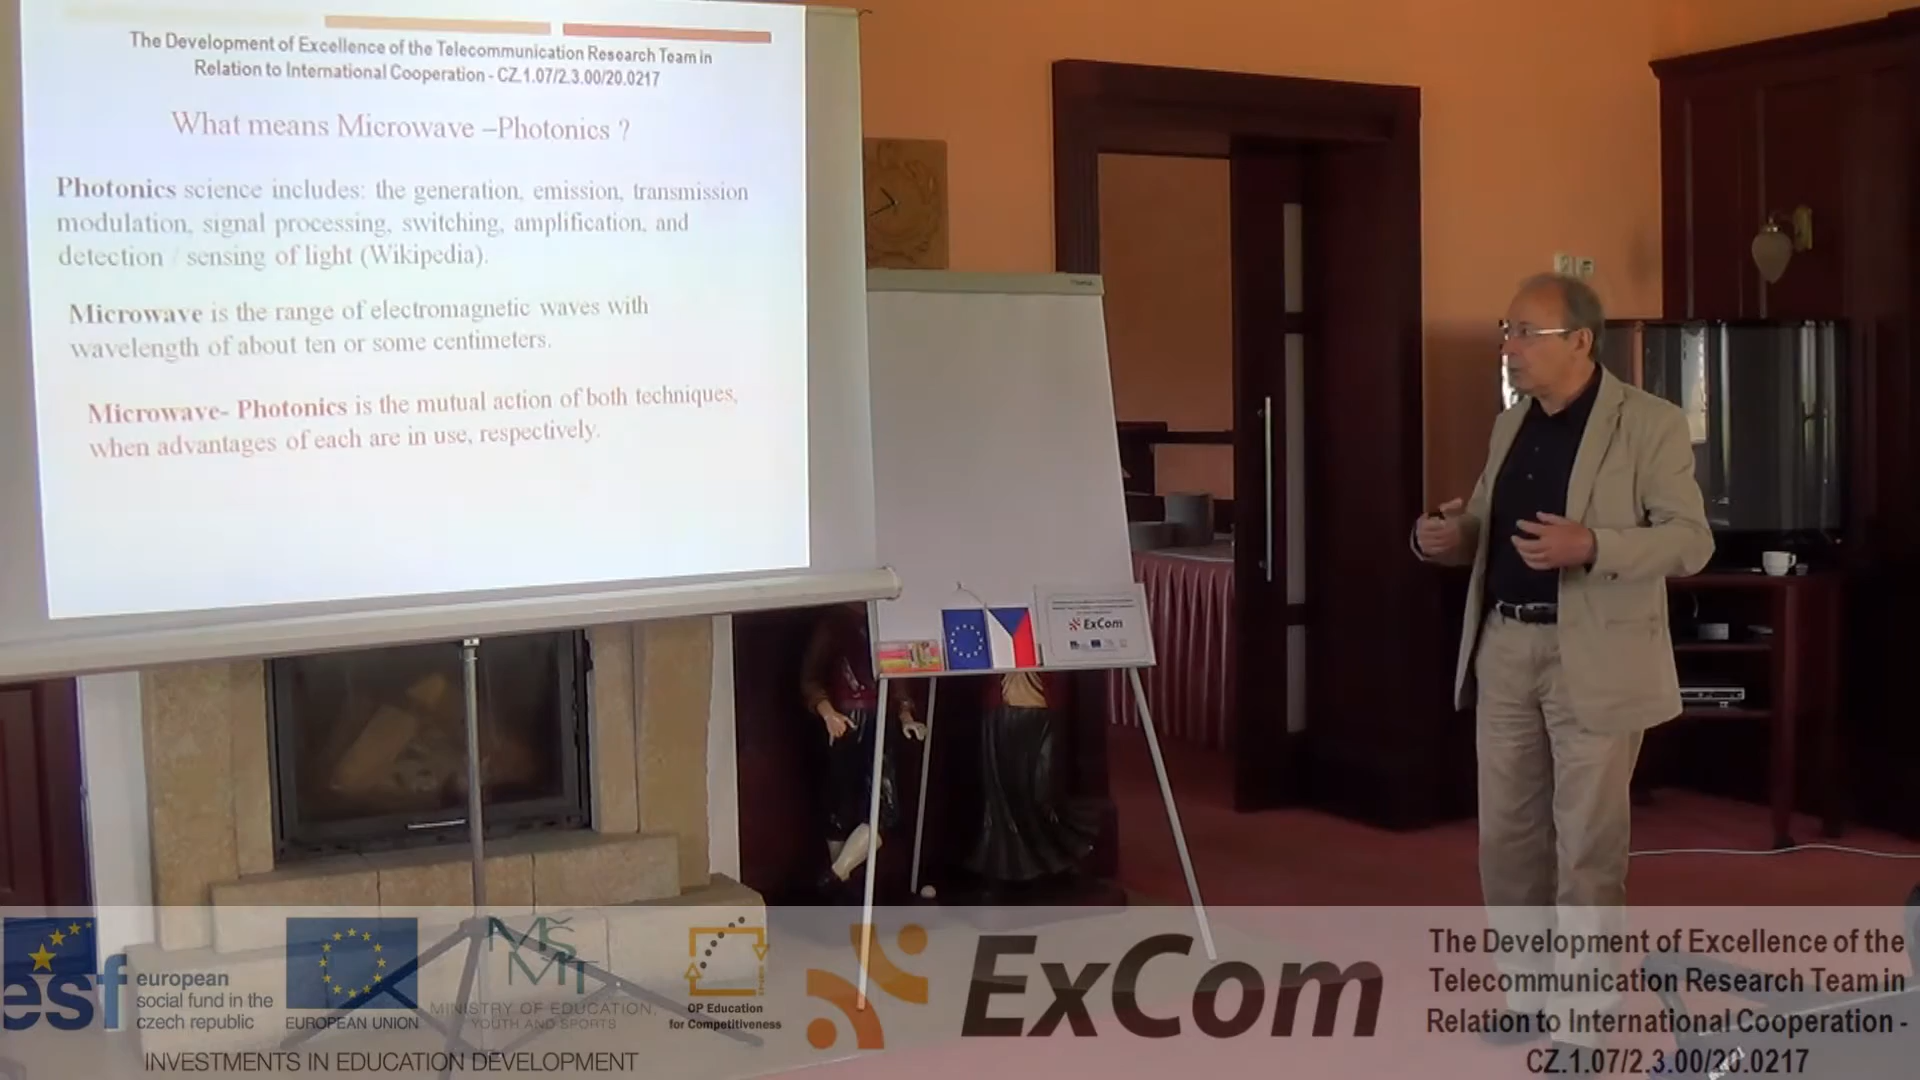 The Development of Excellence of the Telecommunication Research Team in
Relation to International Cooperation - CZ.1.07/2.3.00/20.0217
What means Microwave –Photonics ?
Photonics science includes: the generation, emission, transmission
modulation, signal processing, switching, amplification, and
detection / sensing of light (Wikipedia).
Microwave is the range of electromagnetic waves with
wavelength of about ten or some centimeters.
Microwave- Photonics is the mutual action of both techniques,
when advantages of each are in use, respectively.
ExCom
esf
european
social fund in the
czech republic
EUROPEAN UNION
MŠ
MT
MINISTRY OF EDUCATION,
YOUTH AND SPORTS
OP Education
for Competitiveness
INVESTMENTS IN EDUCATION DEVELOPMENT
ExCom
The Development of Excellence of the
Telecommunication Research Team in
Relation to International Cooperation -
CZ.1.07/2.3.00/20.0217